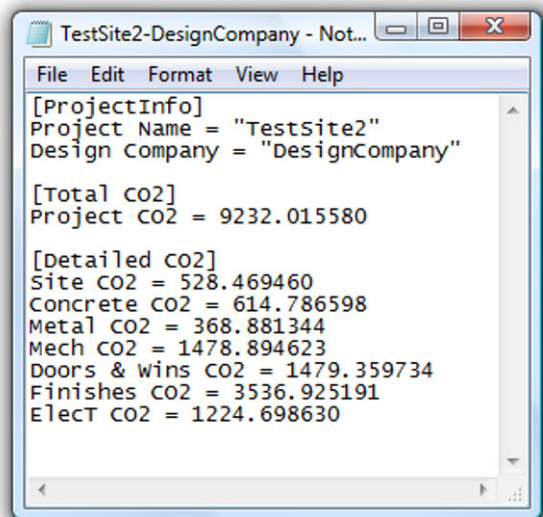 TestSite2-DesignCompany - Not...
File Edit Format View Help
[ProjectInfo]
Project Name = "TestSite2"
Design Company = "DesignCompany"
[Total CO2]
Project CO2 = 9232.015580
[Detailed CO2]
Site CO2 = 528.469460
Concrete CO2 = 614.786598
Metal CO2 = 368.881344
Mech CO2 = 1478.894623
Doors & Wins CO2 = 1479.359734
Finishes CO2 = 3536.925191
ElecT CO2 = 1224.698630